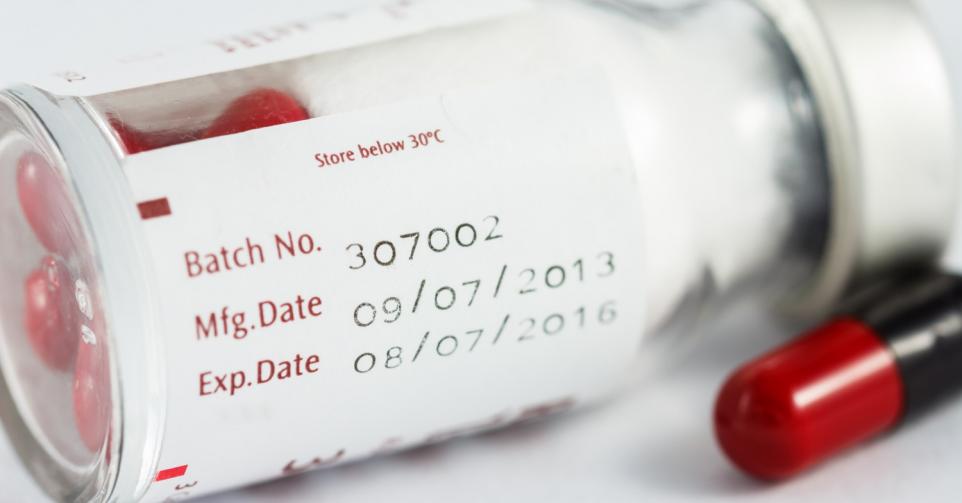 Store below 30°C
Batch No. 307002
Mfg.Date 09/07/2013
Exp.Date 08/07/2016